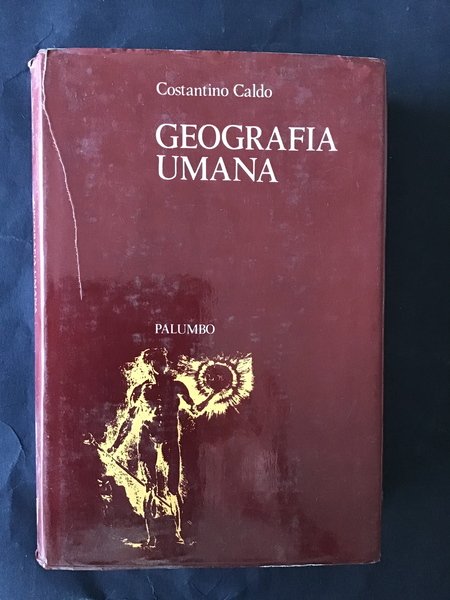 Costantino Caldo
GEOGRAFIA
UMANA
PALUMBO